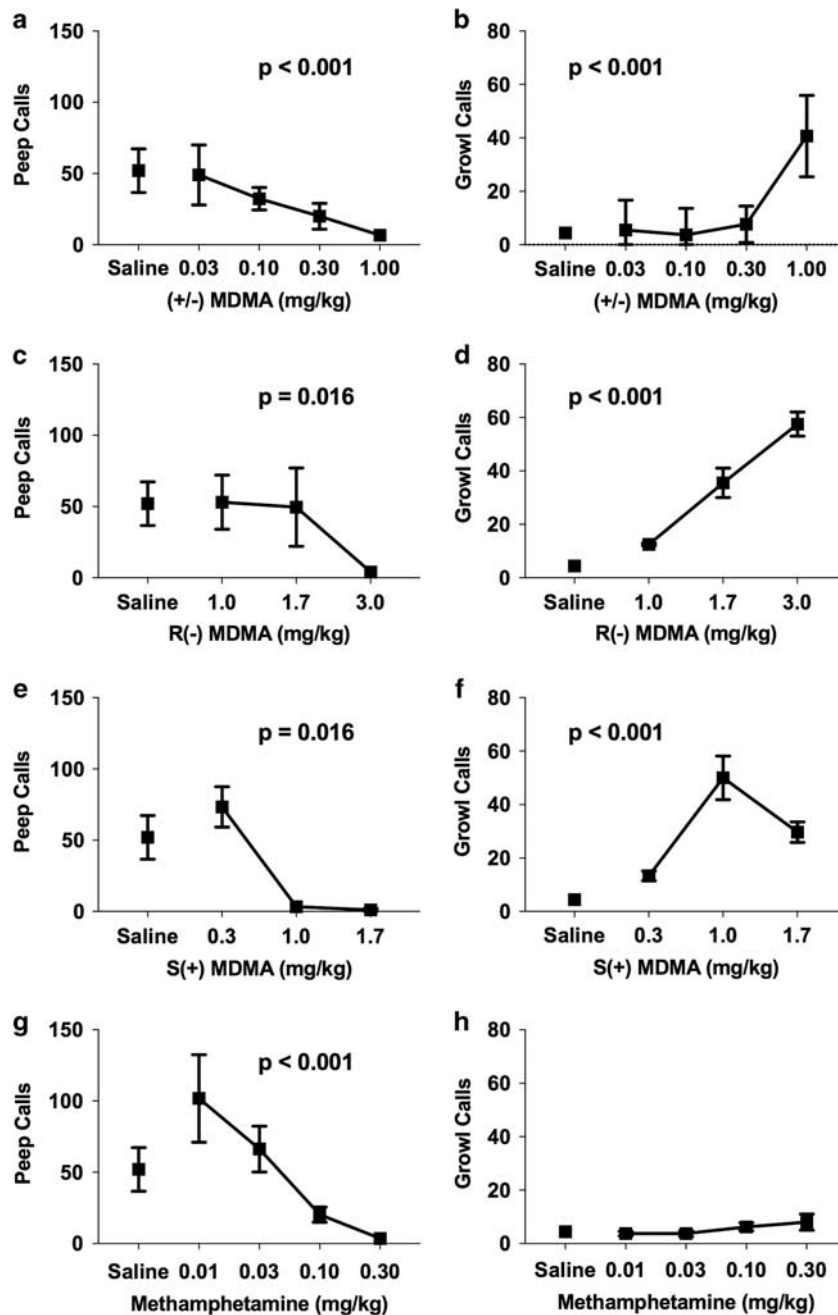 a
150
100
50
0
Peep Calls
p < 0.001
Saline 0.03 0.10 0.30 1.00
(+/-) MDMA (mg/kg)
b
80
60
40
20
0
Growl Calls
p < 0.001
Saline 0.03 0.10 0.30 1.00
(+/-) MDMA (mg/kg)
c
150
100
50
0
Peep Calls
p = 0.016
Saline 1.0 1.7 3.0
R(-) MDMA (mg/kg)
d
80
60
40
20
0
Growl Calls
p < 0.001
Saline 1.0 1.7 3.0
R(-) MDMA (mg/kg)
e
150
100
50
0
Peep Calls
p = 0.016
Saline 0.3 1.0 1.7
S(+) MDMA (mg/kg)
f
80
60
40
20
0
Growl Calls
p < 0.001
Saline 0.3 1.0 1.7
S(+) MDMA (mg/kg)
g
150
100
50
0
Peep Calls
p < 0.001
Saline 0.01 0.03 0.10 0.30
Methamphetamine (mg/kg)
h
80
60
40
20
0
Growl Calls
Saline 0.01 0.03 0.10 0.30
Methamphetamine (mg/kg)